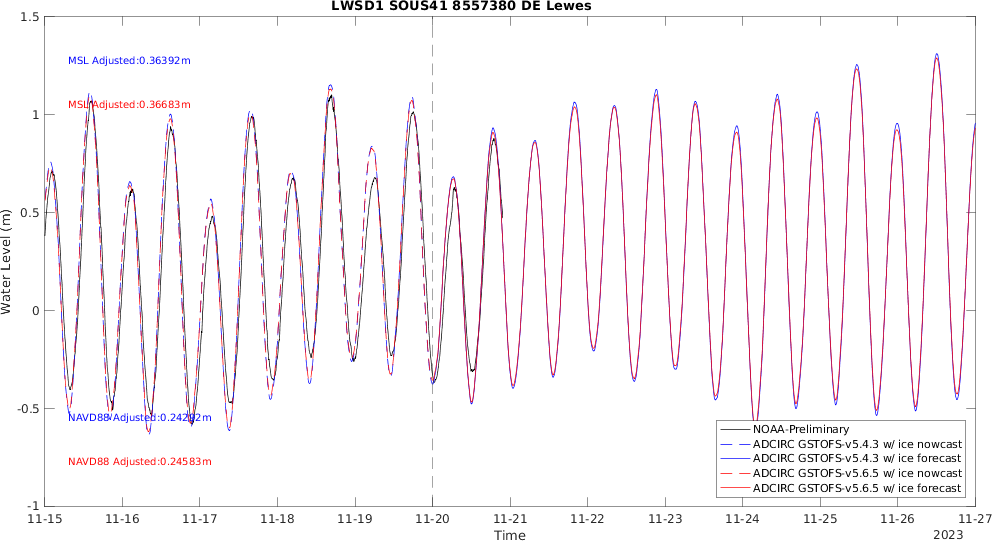 LWSD1 SOUS41 8557380 DE Lewes
1.5
1
0.5
0
-0.5
-1
Water Level (m)
MSL Adjusted:0.36392m
MSL Adjusted:0.36683m
NAVD88 Adjusted:0.24292m
NAVD88 Adjusted:0.24583m
NOAA-Preliminary
ADCIRC GSTOFS-v5.4.3 w/ ice nowcast
ADCIRC GSTOFS-v5.4.3 w/ ice forecast
ADCIRC GSTOFS-v5.6.5 w/ ice nowcast
ADCIRC GSTOFS-v5.6.5 w/ ice forecast
11-15 11-16 11-17 11-18 11-19 11-20 11-21 11-22 11-23 11-24 11-25 11-26 11-27
Time
2023